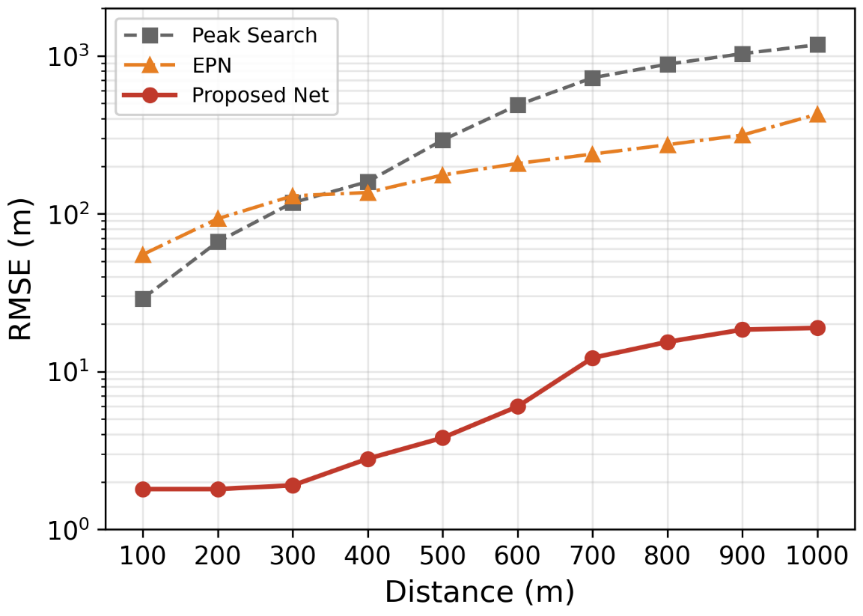 Peak Search
EPN
Proposed Net
RMSE (m)
10³
10²
10¹
10⁰
100 200 300 400 500 600 700 800 900 1000
Distance (m)